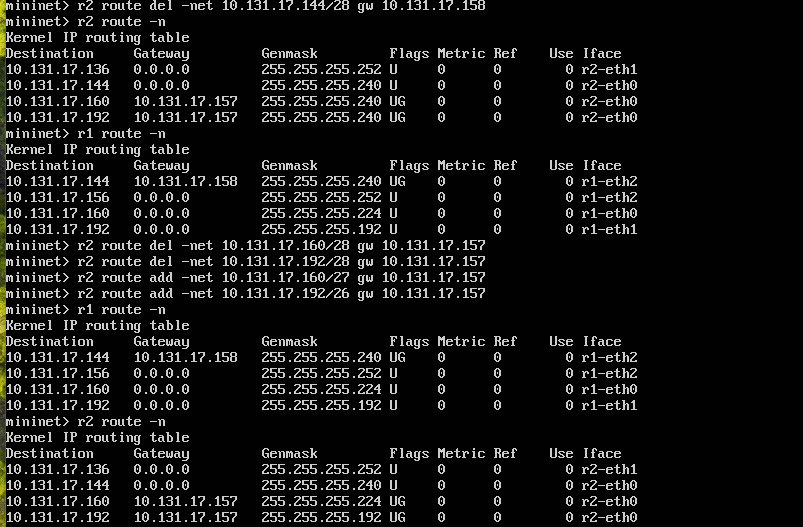 mininet> r2 route del -net 10.131.17.144/28 gw 10.131.17.158
mininet> r2 route -n
Kernel IP routing table
Destination     Gateway         Genmask         Flags Metric Ref    Use Iface
10.131.17.136   0.0.0.0         255.255.255.252 U     0      0        0 r2-eth1
10.131.17.144   0.0.0.0         255.255.255.240 U     0      0        0 r2-eth0
10.131.17.160   10.131.17.157   255.255.255.240 UG    0      0        0 r2-eth0
10.131.17.192   10.131.17.157   255.255.255.240 UG    0      0        0 r2-eth0
mininet> r1 route -n
Kernel IP routing table
Destination     Gateway         Genmask         Flags Metric Ref    Use Iface
10.131.17.144   10.131.17.158   255.255.255.240 UG    0      0        0 r1-eth2
10.131.17.156   0.0.0.0         255.255.255.252 U     0      0        0 r1-eth2
10.131.17.160   0.0.0.0         255.255.255.224 U     0      0        0 r1-eth0
10.131.17.192   0.0.0.0         255.255.255.192 U     0      0        0 r1-eth1
mininet> r2 route del -net 10.131.17.160/28 gw 10.131.17.157
mininet> r2 route del -net 10.131.17.192/28 gw 10.131.17.157
mininet> r2 route add -net 10.131.17.160/27 gw 10.131.17.157
mininet> r2 route add -net 10.131.17.192/26 gw 10.131.17.157
mininet> r1 route -n
Kernel IP routing table
Destination     Gateway         Genmask         Flags Metric Ref    Use Iface
10.131.17.144   10.131.17.158   255.255.255.240 UG    0      0        0 r1-eth2
10.131.17.156   0.0.0.0         255.255.255.252 U     0      0        0 r1-eth2
10.131.17.160   0.0.0.0         255.255.255.224 U     0      0        0 r1-eth0
10.131.17.192   0.0.0.0         255.255.255.192 U     0      0        0 r1-eth1
mininet> r2 route -n
Kernel IP routing table
Destination     Gateway         Genmask         Flags Metric Ref    Use Iface
10.131.17.136   0.0.0.0         255.255.255.252 U     0      0        0 r2-eth1
10.131.17.144   0.0.0.0         255.255.255.240 U     0      0        0 r2-eth0
10.131.17.160   10.131.17.157   255.255.255.224 UG    0      0        0 r2-eth0
10.131.17.192   10.131.17.157   255.255.255.192 UG    0      0        0 r2-eth0